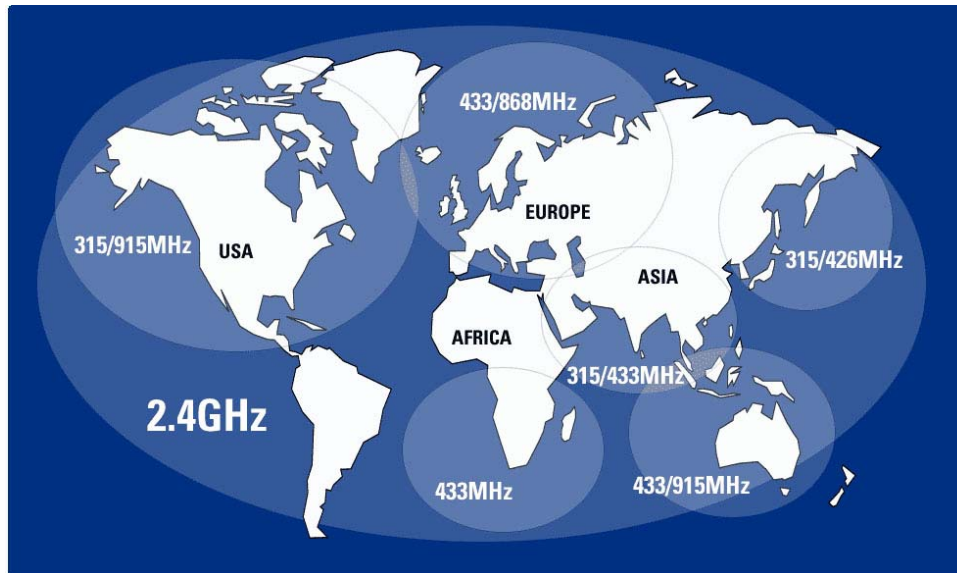 433/868MHz
EUROPE
315/915MHz
USA
315/426MHz
ASIA
AFRICA
315/433MHz
2.4GHz
433MHz
433/915MHz